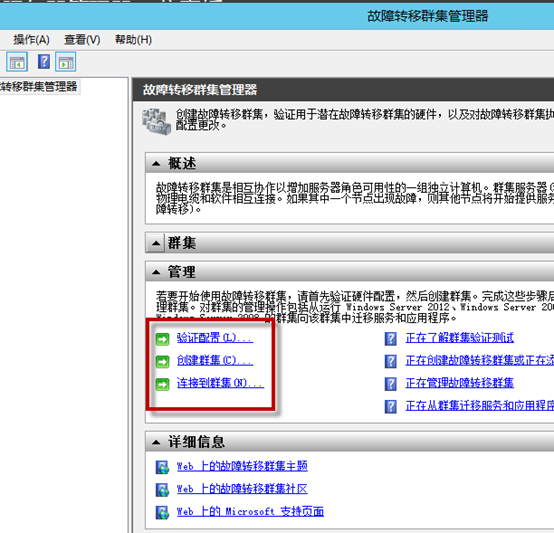 故障转移群集管理器
操作(A) 查看(V) 帮助(H)
转移群集管理器
故障转移群集管理器
创建故障转移群集，验证用于潜在故障转移群集的硬件，以及对故障转移群集执
配置更改。
概述
故障转移群集是相互协作以增加服务器角色可用性的一组独立计算机。群集服务器(
物理电缆和软件相互连接。如果其中一个节点出现故障，则其他节点将开始提供服务
障转移)。
群集
管理
若要开始使用故障转移群集，请首先验证硬件配置，然后创建群集。完成这些步骤后
理群集。对群集的管理操作包括从运行 Windows Server 2012、Windows Server 200
Windows Server 2008 的群集向该群集中迁移服务和应用程序。
验证配置(L)... 正在了解群集验证测试
创建群集(C)... 正在创建故障转移群集或正在添
连接到群集(N)... 正在管理故障转移群集
正在从群集迁移服务和应用程序
详细信息
Web 上的故障转移群集主题
Web 上的故障转移群集社区
Web 上的 Microsoft 支持页面